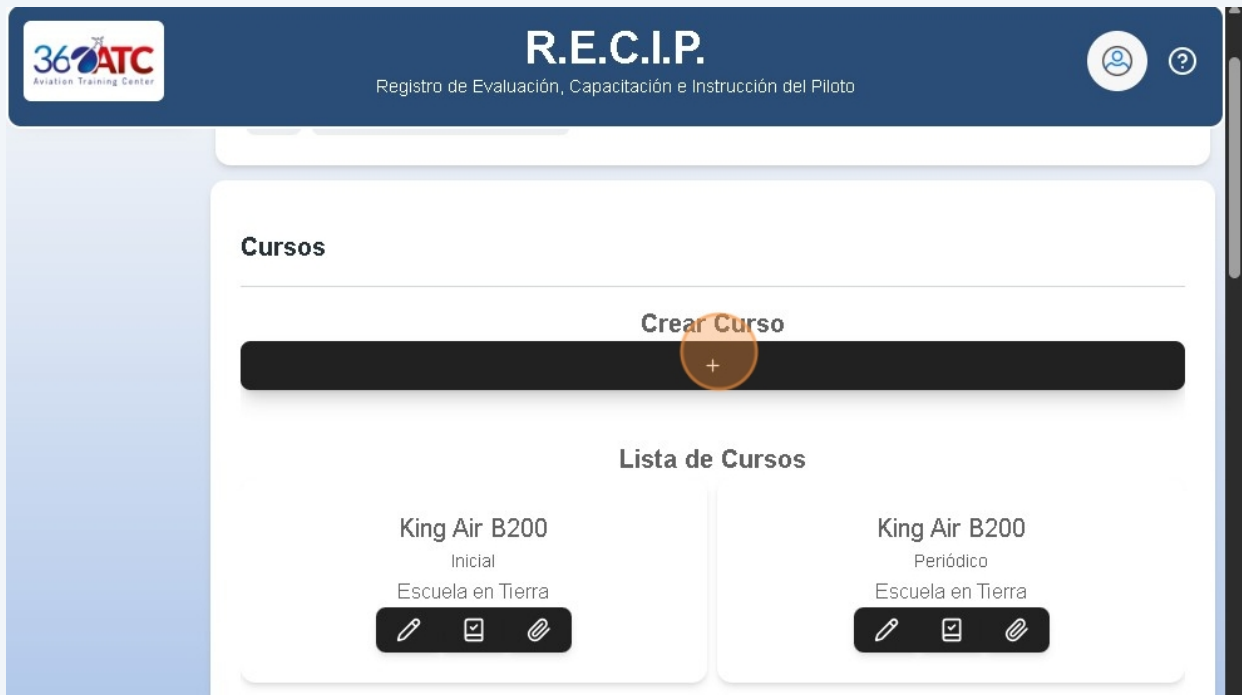 360ATC
Aviation Training Center
R.E.C.I.P.
Registro de Evaluación, Capacitación e Instrucción del Piloto
Cursos
Crear Curso
+
Lista de Cursos
King Air B200
Inicial
Escuela en Tierra
King Air B200
Periódico
Escuela en Tierra